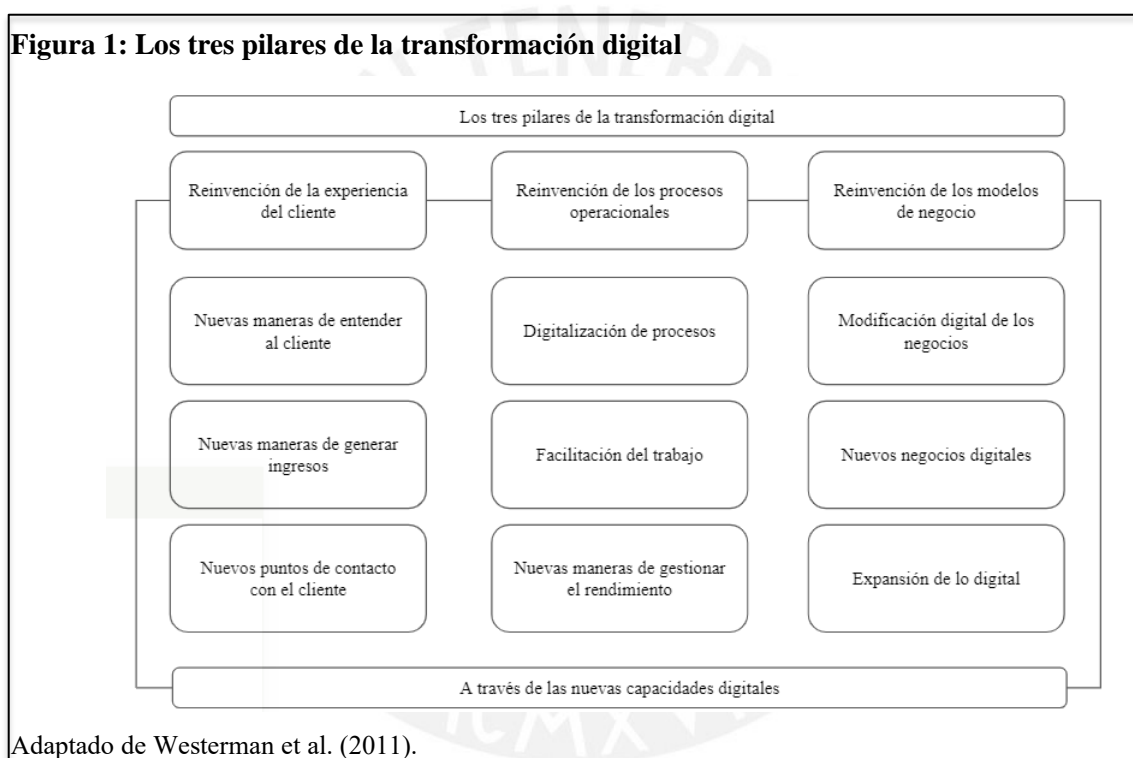 Figura 1: Los tres pilares de la transformación digital
Los tres pilares de la transformación digital
Reinvención de la experiencia
del cliente
Reinvención de los procesos
operacionales
Reinvención de los modelos
de negocio
Nuevas maneras de entender
al cliente
Digitalización de procesos
Modificación digital de los
negocios
Nuevas maneras de generar
ingresos
Facilitación del trabajo
Nuevos negocios digitales
Nuevos puntos de contacto
con el cliente
Nuevas maneras de gestionar
el rendimiento
Expansión de lo digital
A través de las nuevas capacidades digitales
Adaptado de Westerman et al. (2011).